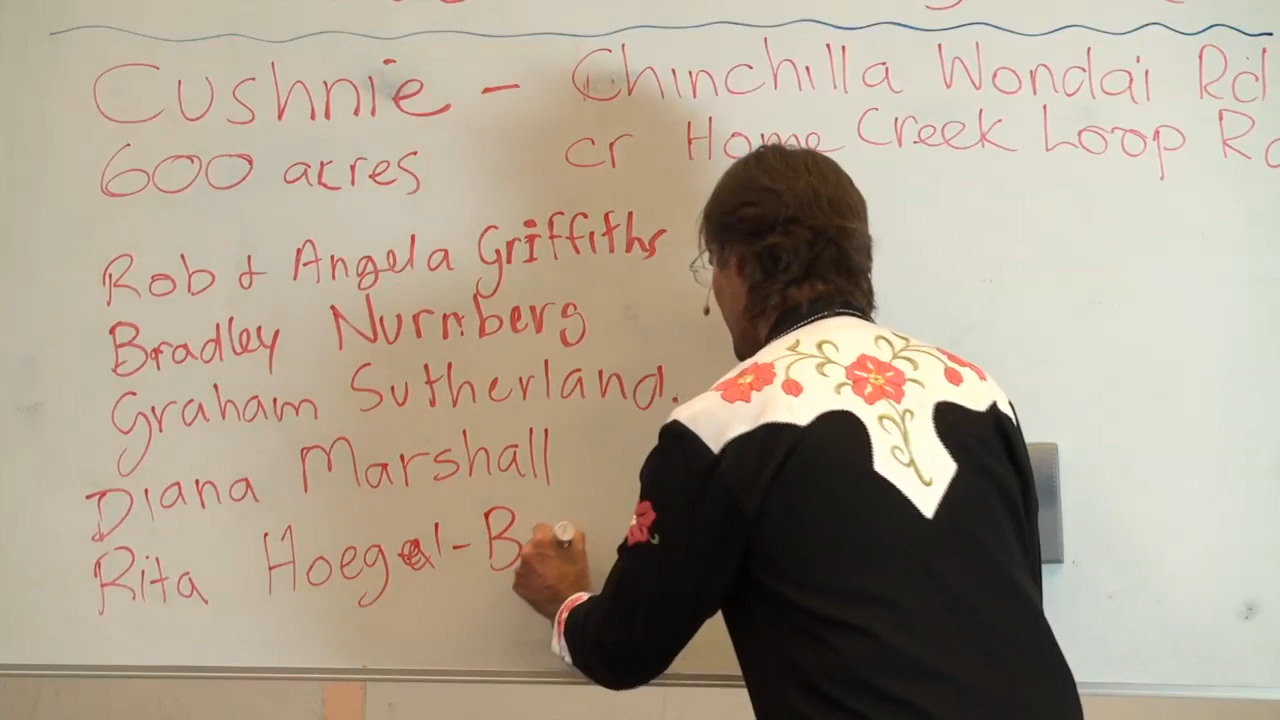 Cushnie - Chinchilla Wondai Rd
600 acres cr Home Creek Loop
Rob & Angela Griffiths
Bradley Nurnberg
Graham Sutherland.
Diana Marshall
Rita Hoegel-B